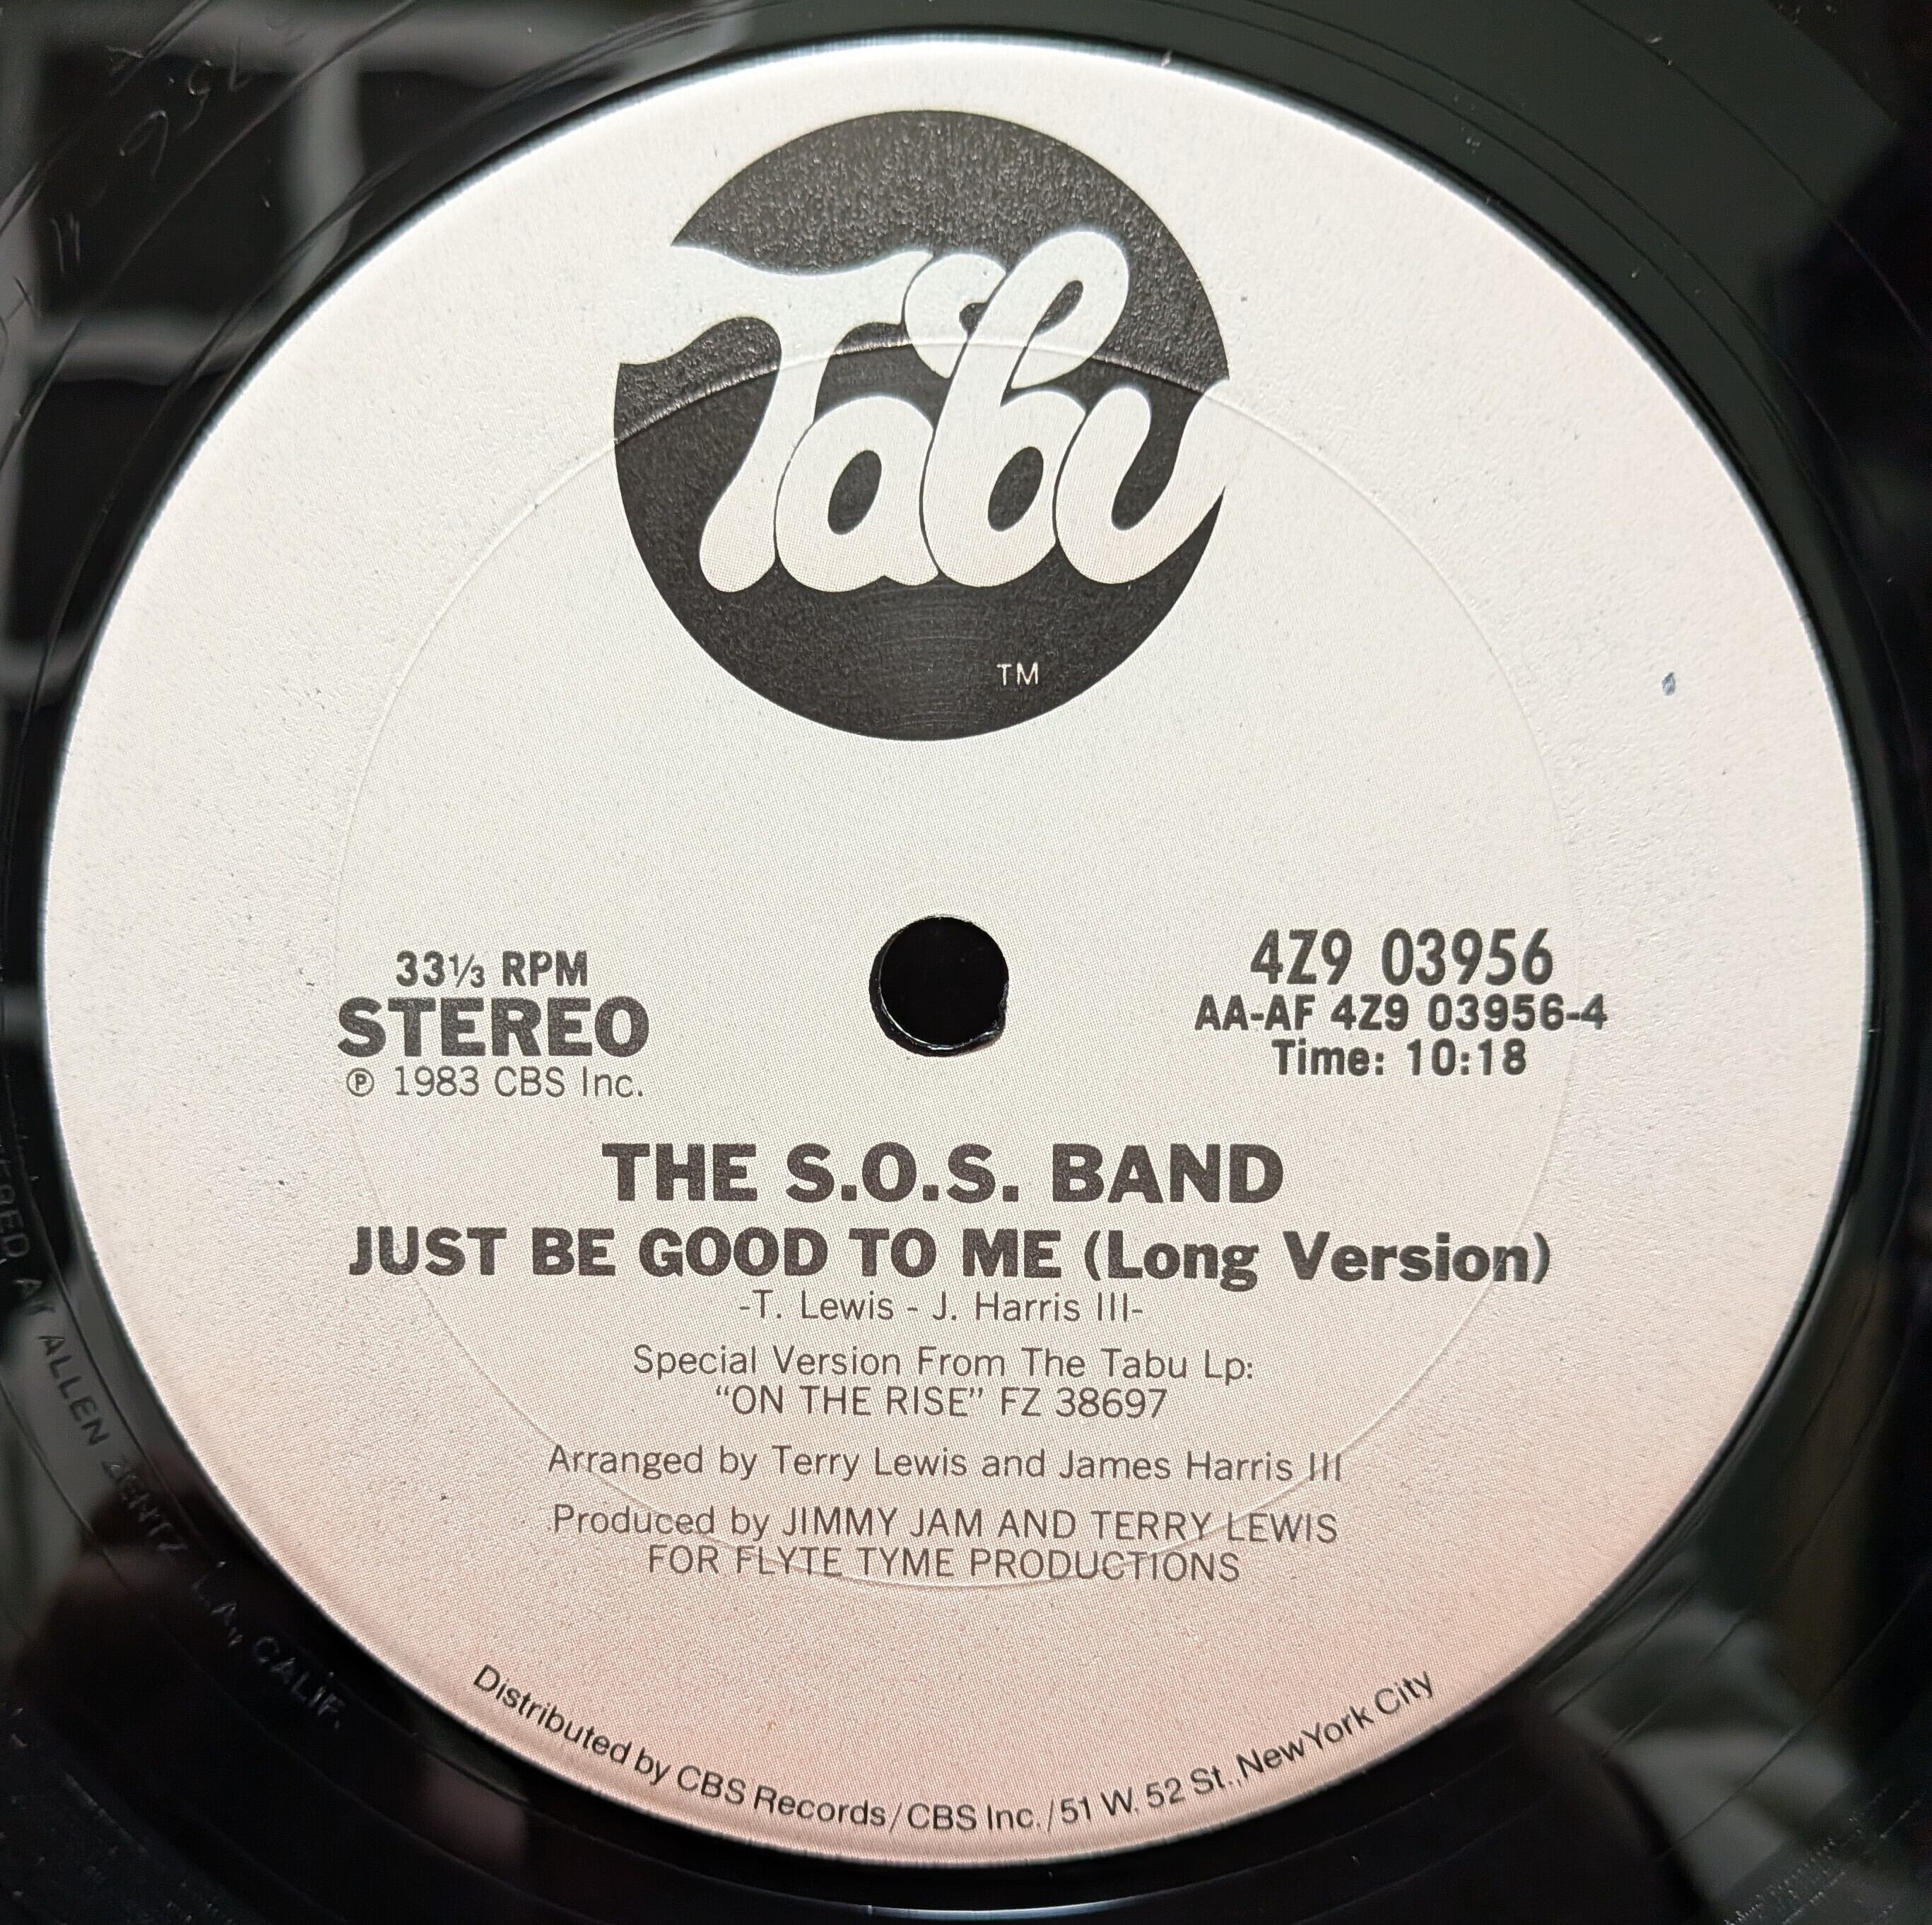 Tabu
TM
33⅓ RPM
STEREO
℗ 1983 CBS Inc.
4Z9 03956
AA-AF 4Z9 03956-4
Time: 10:18
THE S.O.S. BAND
JUST BE GOOD TO ME (Long Version)
-T. Lewis - J. Harris III-
Special Version From The Tabu Lp:
“ON THE RISE” FZ 38697
Arranged by Terry Lewis and James Harris III
Produced by JIMMY JAM AND TERRY LEWIS
FOR FLYTE TYME PRODUCTIONS
Distributed by CBS Records/CBS Inc./51 W. 52 St., New York City
ALLEN ZENTZ L.A., CALIF.